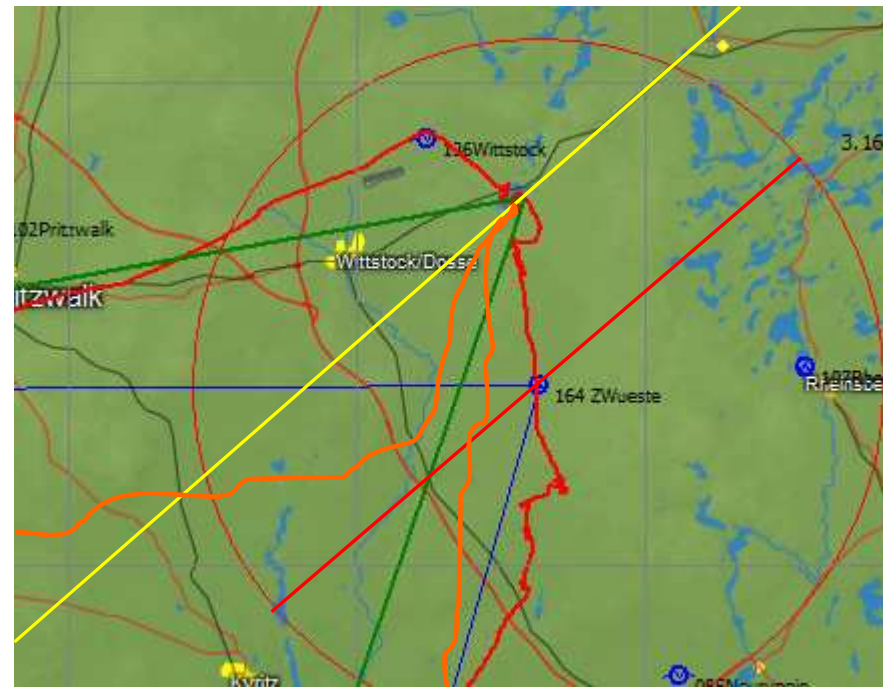 136Wittstock
3.16
102Pritzwalk
Wittstock/Dosse
itzwalk
164 ZWueste
Rheinsbe
Kyritz